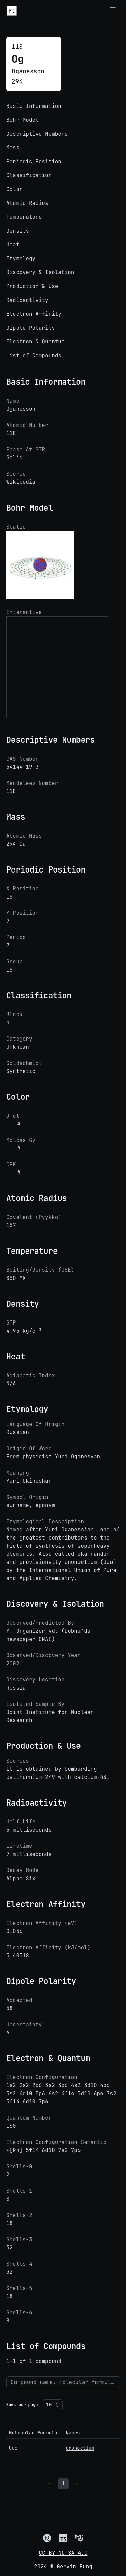 Pt
118
Og
Oganesson
294
Basic Information
Bohr Model
Descriptive Numbers
Mass
Periodic Position
Classification
Color
Atomic Radius
Temperature
Density
Heat
Etymology
Discovery & Isolation
Production & Use
Radioactivity
Electron Affinity
Dipole Polarity
Electron & Quantum
List of Compounds
Basic Information
Name
Oganesson
Atomic Number
118
Phase At STP
Solid
Source
Wikipedia
Bohr Model
Static
Interactive
Descriptive Numbers
CAS Number
54144-19-3
Mendeleev Number
118
Mass
Atomic Mass
294 Da
Periodic Position
X Position
18
Y Position
7
Period
7
Group
18
Classification
Block
p
Category
Unknown
Goldschmidt
Synthetic
Color
Jmol
#
Molcas Gv
#
CPK
#
Atomic Radius
Covalent (Pyykko)
157
Temperature
Boiling/Density (USE)
350 °K
Density
STP
4.95 kg/cm³
Heat
Adiabatic Index
N/A
Etymology
Language Of Origin
Russian
Origin Of Word
From physicist Yuri Oganesyan
Meaning
Yuri Okineshan
Symbol Origin
surname, eponym
Etymological Description
Named after Yuri Oganessian, one of
the greatest contributors to the
field of synthesis of superheavy
elements. Also called eka-randon
and provisionally ununoctium (Uuo)
by the International Union of Pure
and Applied Chemistry.
Discovery & Isolation
Observed/Predicted By
Y. Organizer vd. (Dubna'da
newspaper ONAE)
Observed/Discovery Year
2002
Discovery Location
Russia
Isolated Sample By
Joint Institute for Nuclear
Research
Production & Use
Sources
It is obtained by bombarding
californium-249 with calcium-48.
Radioactivity
Half Life
5 milliseconds
Lifetime
7 milliseconds
Decay Mode
Alpha Six
Electron Affinity
Electron Affinity (eV)
0.056
Electron Affinity (kJ/mol)
5.40318
Dipole Polarity
Accepted
58
Uncertainty
6
Electron & Quantum
Electron Configuration
1s2 2s2 2p6 3s2 3p6 4s2 3d10 4p6
5s2 4d10 5p6 6s2 4f14 5d10 6p6 7s2
5f14 6d10 7p6
Quantum Number
1S0
Electron Configuration Semantic
*[Rn] 5f14 6d10 7s2 7p6
Shells-0
2
Shells-1
8
Shells-2
18
Shells-3
32
Shells-4
32
Shells-5
18
Shells-6
8
List of Compounds
1-1 of 1 compound
Compound name, molecular formul…
Rows per page: 10
Molecular Formula Names
Uuo ununoctium
‹ 1 ›
CC BY-NC-SA 4.0
2024 © Gervin Fung